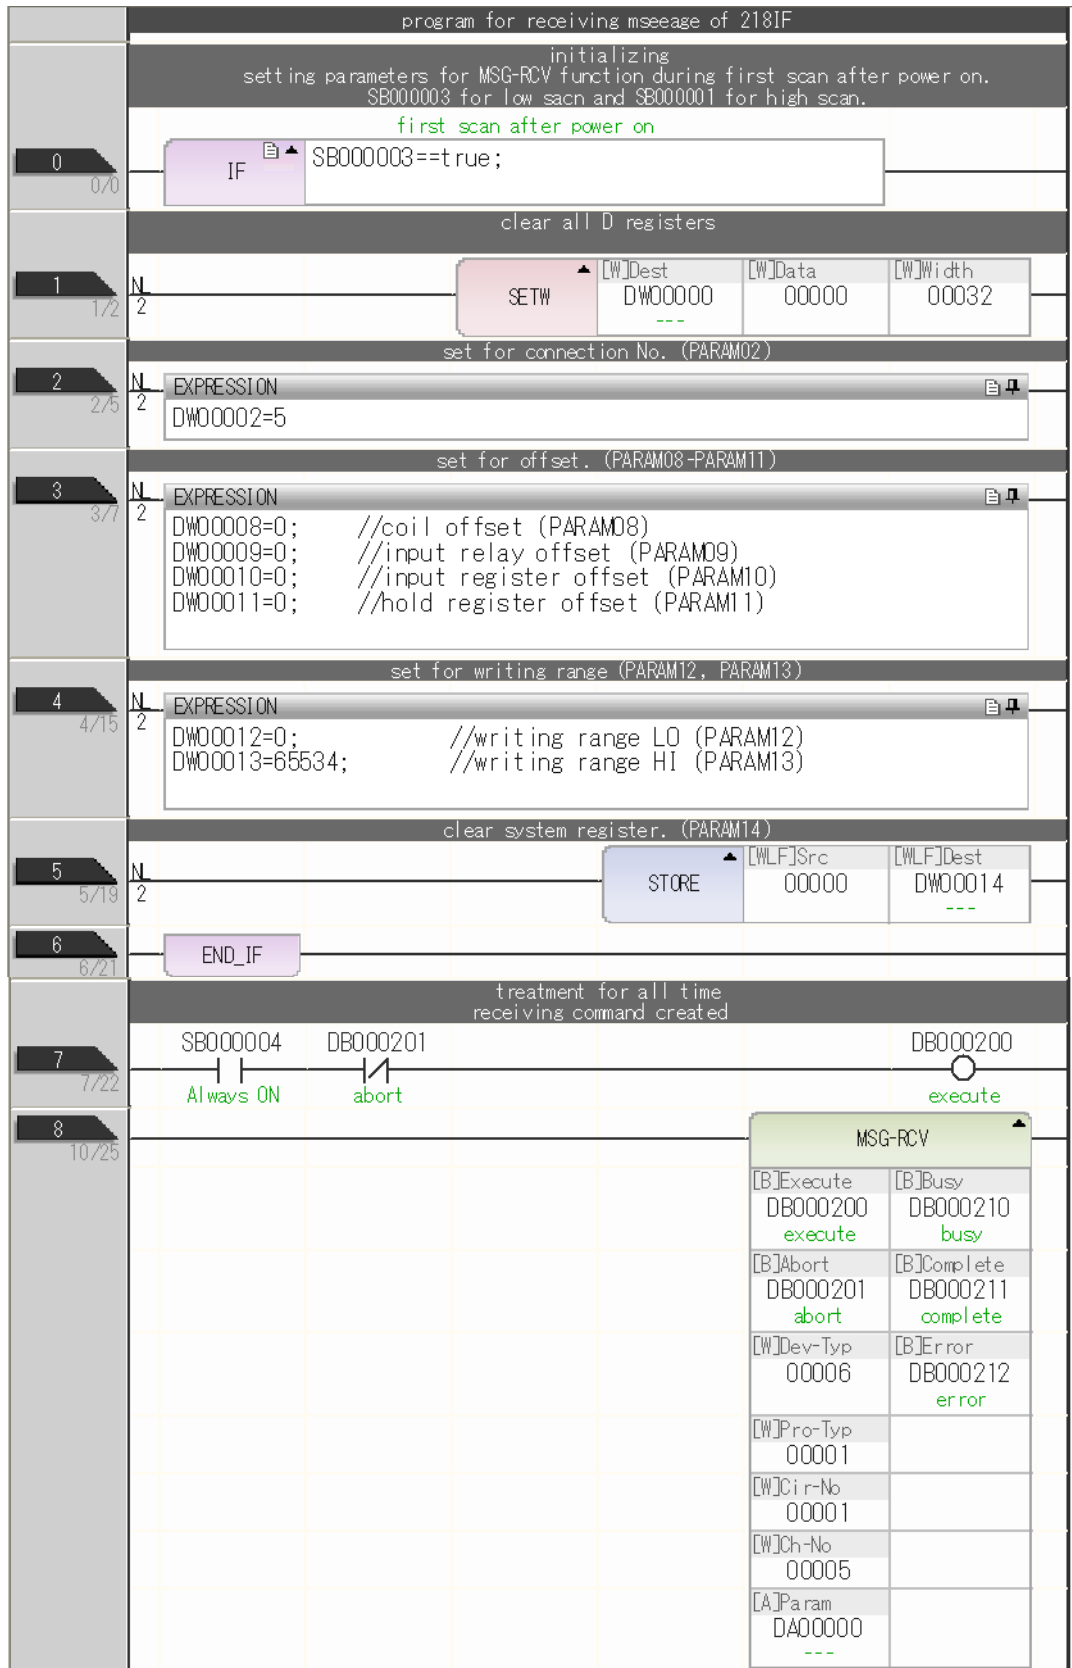 program for receiving mseeage of 218IF
initializing
setting parameters for MSG-RCV function during first scan after power on.
SB000003 for low sacn and SB000001 for high scan.
first scan after power on
0
0/0
IF
SB000003==true;
clear all D registers
1
1/2
NL
2
SETW
[W]Dest
DW00000
---
[W]Data
00000
[W]Width
00032
set for connection No. (PARAM02)
2
2/5
NL
2
EXPRESSION
DW00002=5
set for offset. (PARAM08-PARAM11)
3
3/7
NL
2
EXPRESSION
DW00008=0; //coil offset (PARAM08)
DW00009=0; //input relay offset (PARAM09)
DW00010=0; //input register offset (PARAM10)
DW00011=0; //hold register offset (PARAM11)
set for writing range (PARAM12, PARAM13)
4
4/15
NL
2
EXPRESSION
DW00012=0; //writing range LO (PARAM12)
DW00013=65534; //writing range HI (PARAM13)
clear system register. (PARAM14)
5
5/19
NL
2
STORE
[WLF]Src
00000
[WLF]Dest
DW00014
---
6
6/21
END_IF
treatment for all time
receiving command created
7
7/22
SB000004
Always ON
DB000201
abort
DB000200
execute
8
10/25
MSG-RCV
[B]Execute
DB000200
execute
[B]Busy
DB000210
busy
[B]Abort
DB000201
abort
[B]Complete
DB000211
complete
[W]Dev-Typ
00006
[B]Error
DB000212
error
[W]Pro-Typ
00001
[W]Cir-No
00001
[W]Ch-No
00005
[A]Param
DA00000
---